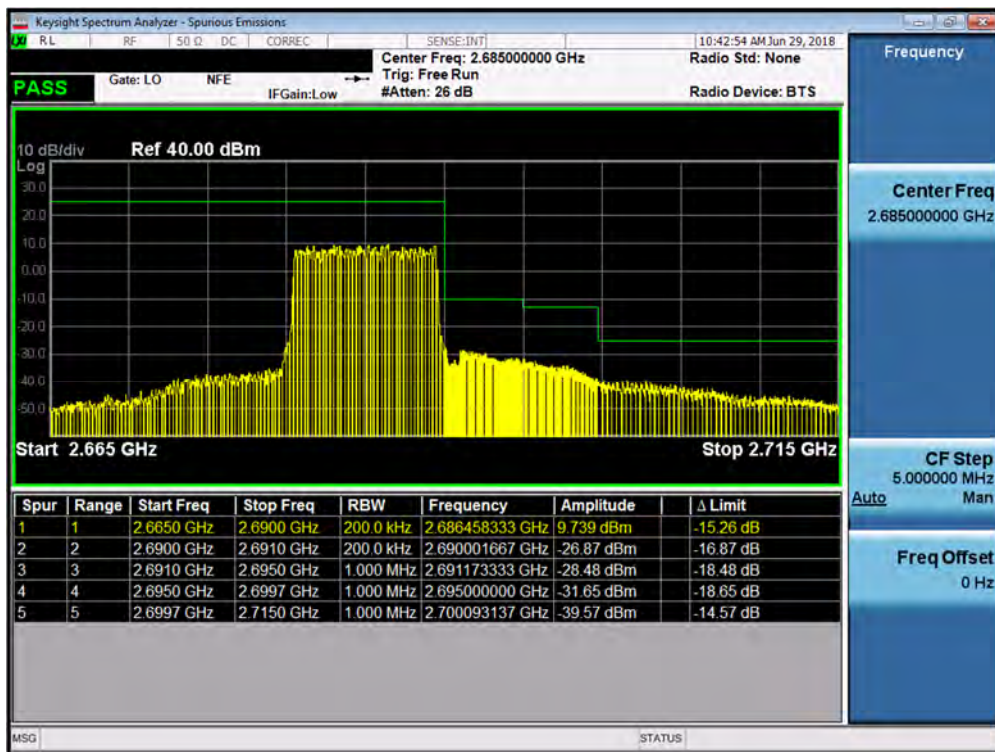 Keysight Spectrum Analyzer - Spurious Emissions
LXI RL RF 50 Ω DC CORREC SENSE:INT 10:42:54 AM Jun 29, 2018
Center Freq: 2.685000000 GHz Radio Std: None
PASS Gate: LO NFE Trig: Free Run
IFGain:Low #Atten: 26 dB Radio Device: BTS
10 dB/div Ref 40.00 dBm
Log
30.0
20.0
10.0
0.00
-10.0
-20.0
-30.0
-40.0
-50.0
Start 2.665 GHz Stop 2.715 GHz
Spur Range Start Freq Stop Freq RBW Frequency Amplitude Δ Limit
1 1 2.6650 GHz 2.6900 GHz 200.0 kHz 2.686458333 GHz 9.739 dBm -15.26 dB
2 2 2.6900 GHz 2.6910 GHz 200.0 kHz 2.690001667 GHz -26.87 dBm -16.87 dB
3 3 2.6910 GHz 2.6950 GHz 1.000 MHz 2.691173333 GHz -28.48 dBm -18.48 dB
4 4 2.6950 GHz 2.6997 GHz 1.000 MHz 2.695000000 GHz -31.65 dBm -18.65 dB
5 5 2.6997 GHz 2.7150 GHz 1.000 MHz 2.700093137 GHz -39.57 dBm -14.57 dB
MSG STATUS
Frequency
Center Freq
2.685000000 GHz
CF Step
5.000000 MHz
Auto Man
Freq Offset
0 Hz